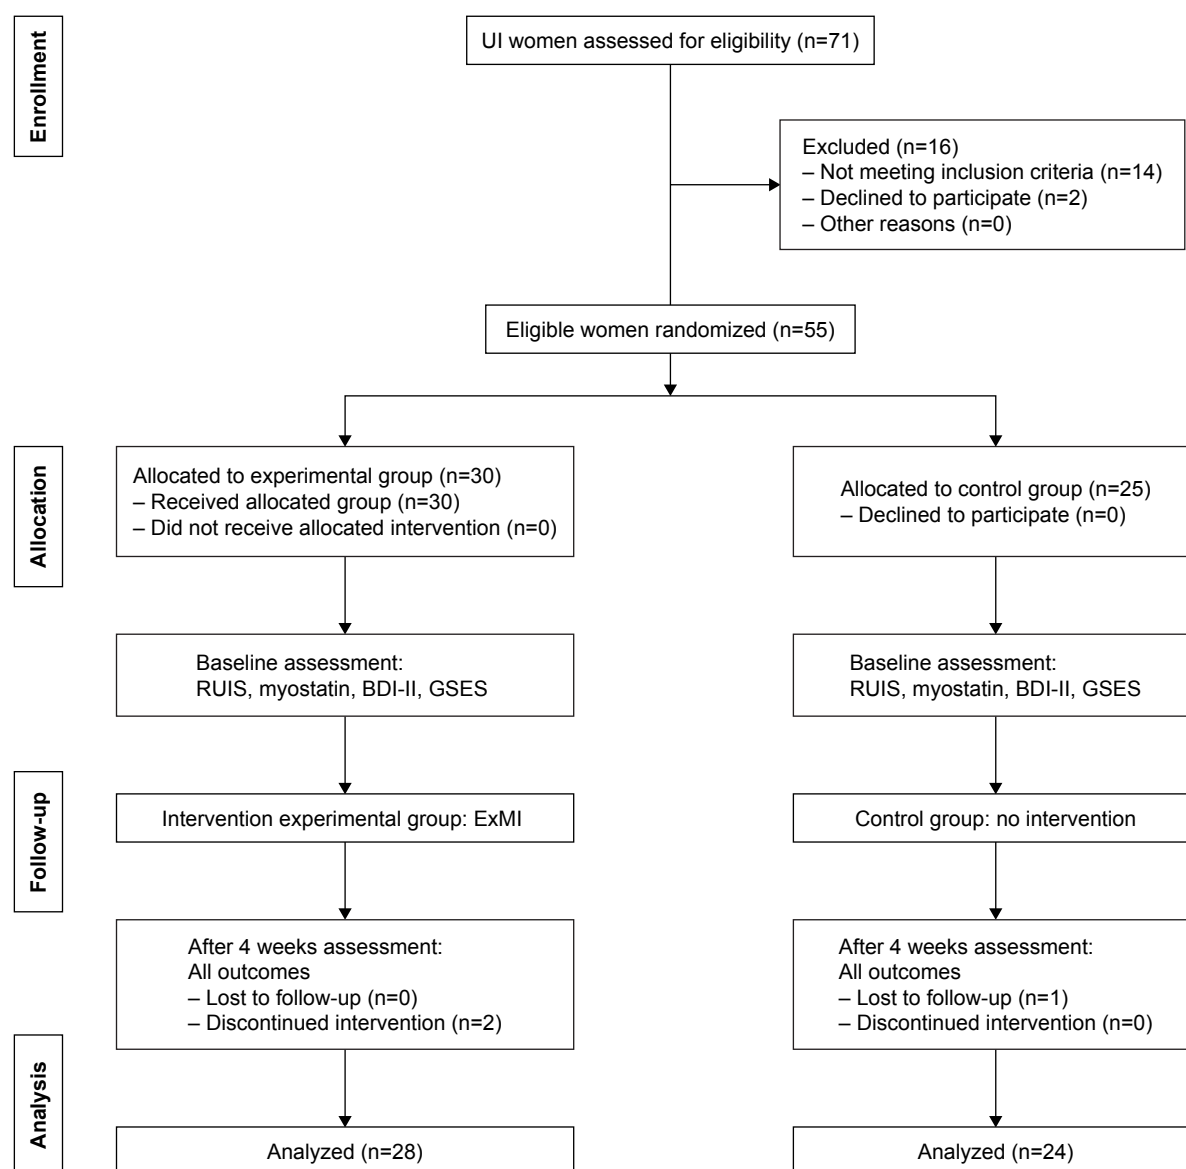 Enrollment
UI women assessed for eligibility (n=71)
Excluded (n=16)
– Not meeting inclusion criteria (n=14)
– Declined to participate (n=2)
– Other reasons (n=0)
Eligible women randomized (n=55)
Allocation
Allocated to experimental group (n=30)
– Received allocated group (n=30)
– Did not receive allocated intervention (n=0)
Allocated to control group (n=25)
– Declined to participate (n=0)
Baseline assessment:
RUIS, myostatin, BDI-II, GSES
Baseline assessment:
RUIS, myostatin, BDI-II, GSES
Follow-up
Intervention experimental group: ExMI
Control group: no intervention
After 4 weeks assessment:
All outcomes
– Lost to follow-up (n=0)
– Discontinued intervention (n=2)
After 4 weeks assessment:
All outcomes
– Lost to follow-up (n=1)
– Discontinued intervention (n=0)
Analysis
Analyzed (n=28)
Analyzed (n=24)